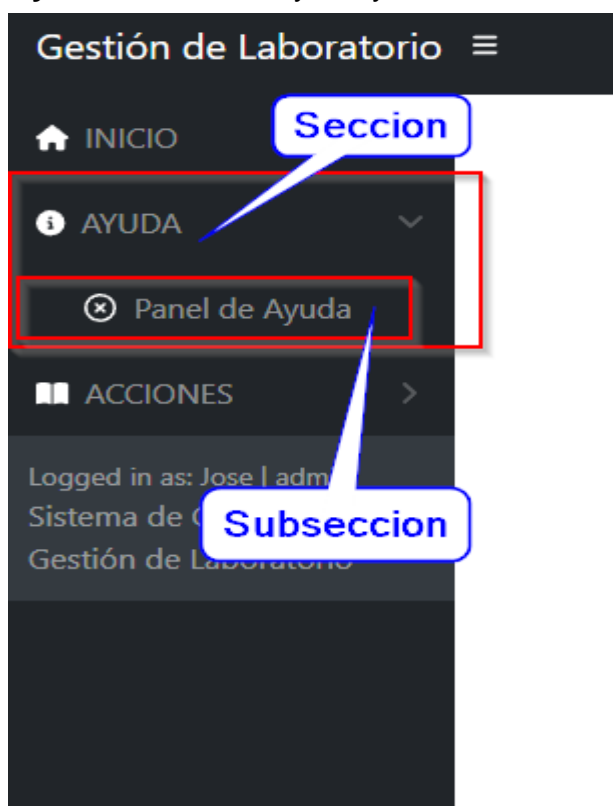 Gestión de Laboratorio
INICIO
Seccion
AYUDA
Panel de Ayuda
ACCIONES
Logged in as: Jose | adm
Sistema de
Subseccion
Gestión de Laboratorio